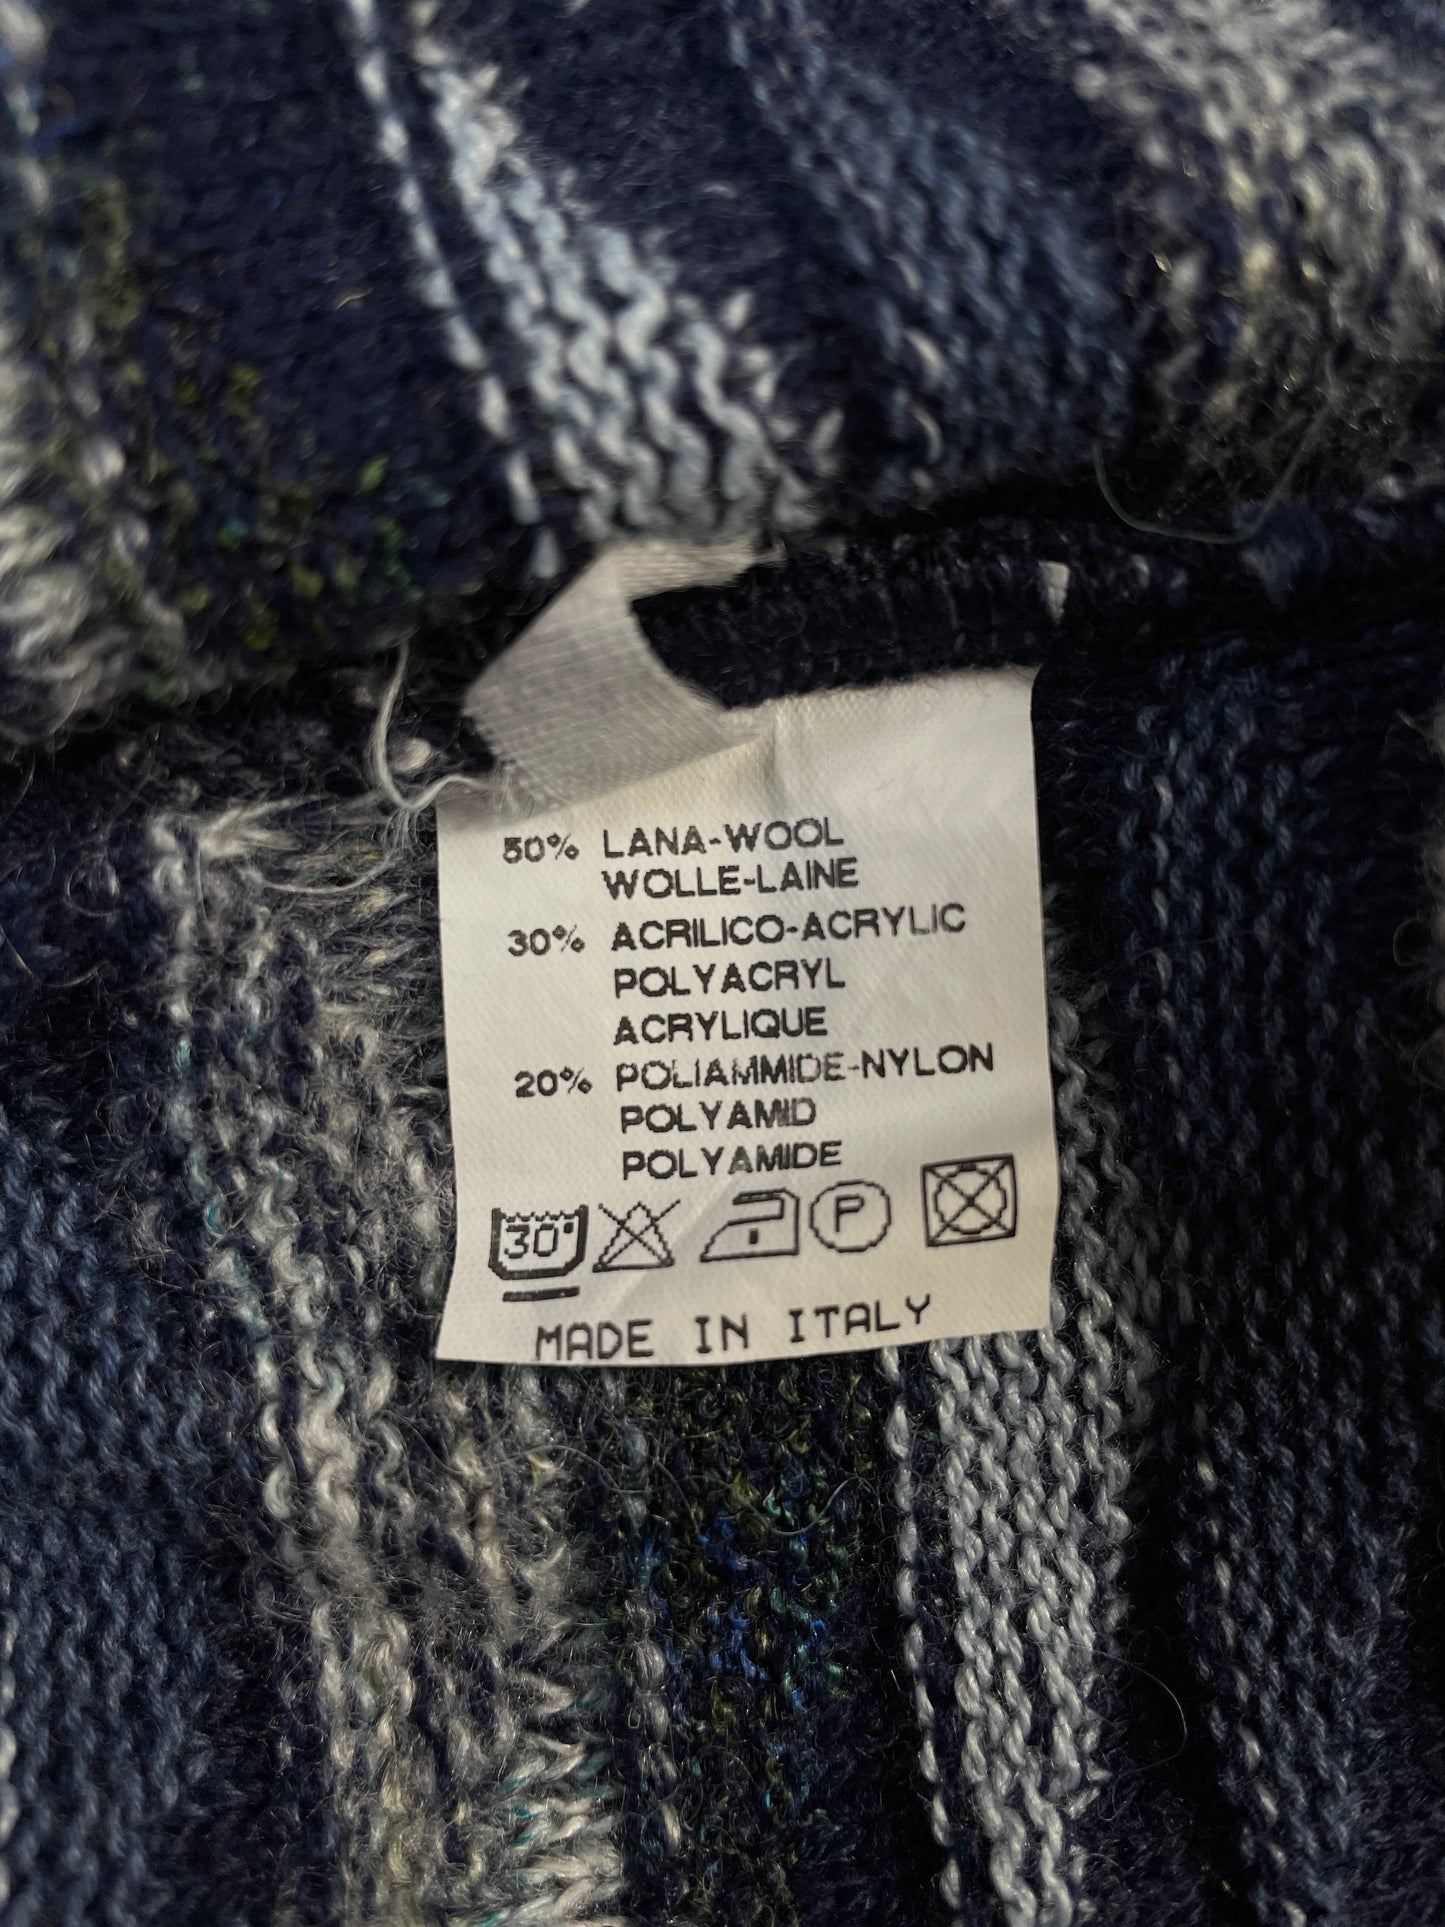 50% LANA-WOOL
WOLLE-LAINE
30% ACRILICO-ACRYLIC
POLYACRYL
ACRYLIQUE
20% POLIAMMIDE-NYLON
POLYAMID
POLYAMIDE
30° P
MADE IN ITALY